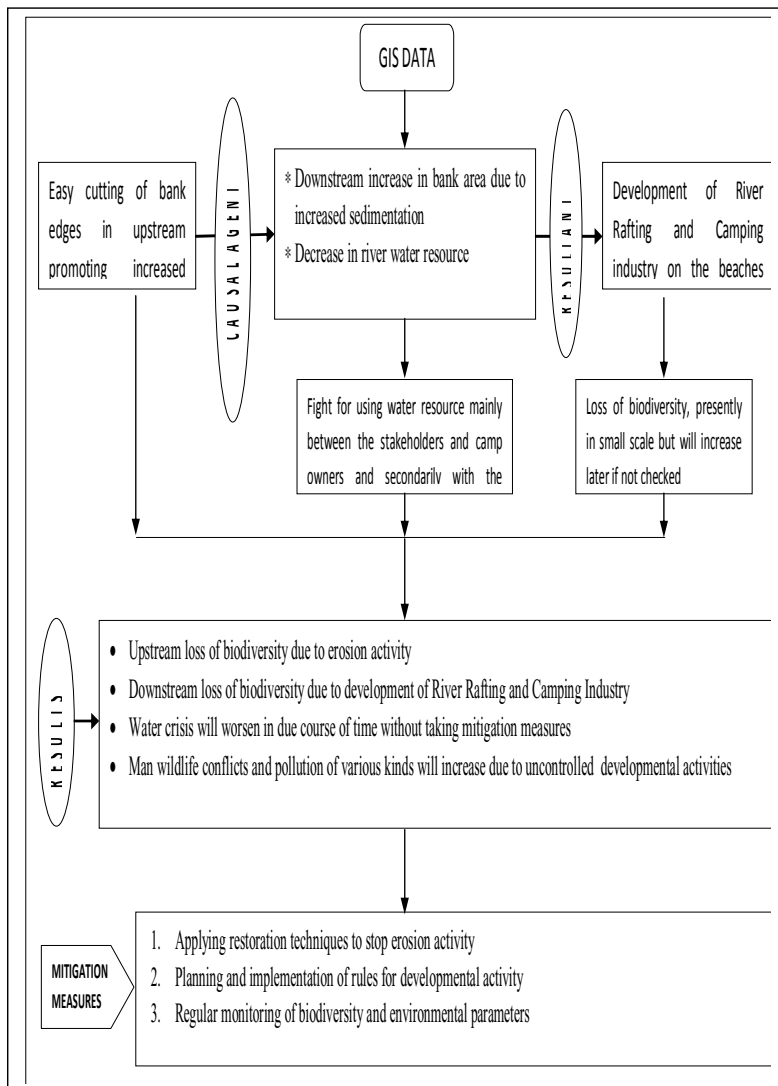 GIS DATA
Easy cutting of bank
edges in upstream
promoting increased
CAUSAL AGENT
* Downstream increase in bank area due to
increased sedimentation
* Decrease in river water resource
RESULTANT
Development of River
Rafting and Camping
industry on the beaches
Fight for using water resource mainly
between the stakeholders and camp
owners and secondarily with the
Loss of biodiversity, presently
in small scale but will increase
later if not checked
RESULTS
• Upstream loss of biodiversity due to erosion activity
• Downstream loss of biodiversity due to development of River Rafting and Camping Industry
• Water crisis will worsen in due course of time without taking mitigation measures
• Man wildlife conflicts and pollution of various kinds will increase due to uncontrolled developmental activities
MITIGATION
MEASURES
1. Applying restoration techniques to stop erosion activity
2. Planning and implementation of rules for developmental activity
3. Regular monitoring of biodiversity and environmental parameters